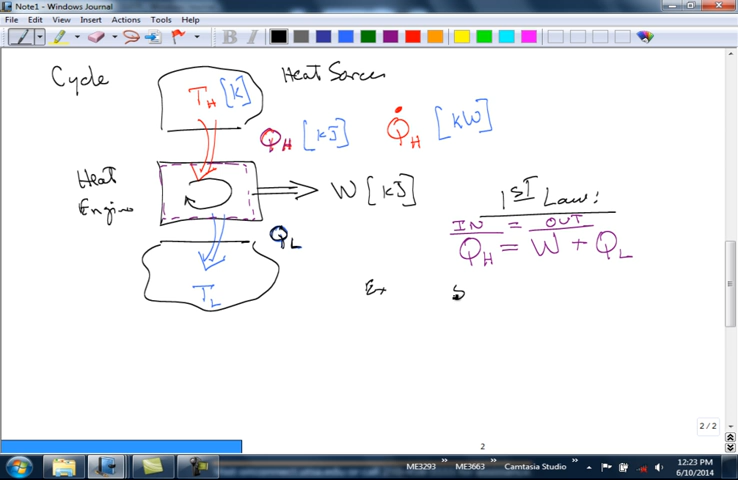 Note1 - Windows Journal
File Edit View Insert Actions Tools Help
B I
Cycle
Heat Sorces
T_H [K]
Q_H [kJ]
Q̇_H [kW]
Heat
Engine
W [kJ]
1st Law:
IN = OUT
Q_H = W + Q_L
Q_L
T_L
Ex S
2 / 2
2
12:23 PM
ME3293 ME3663 Camtasia Studio
6/10/2014